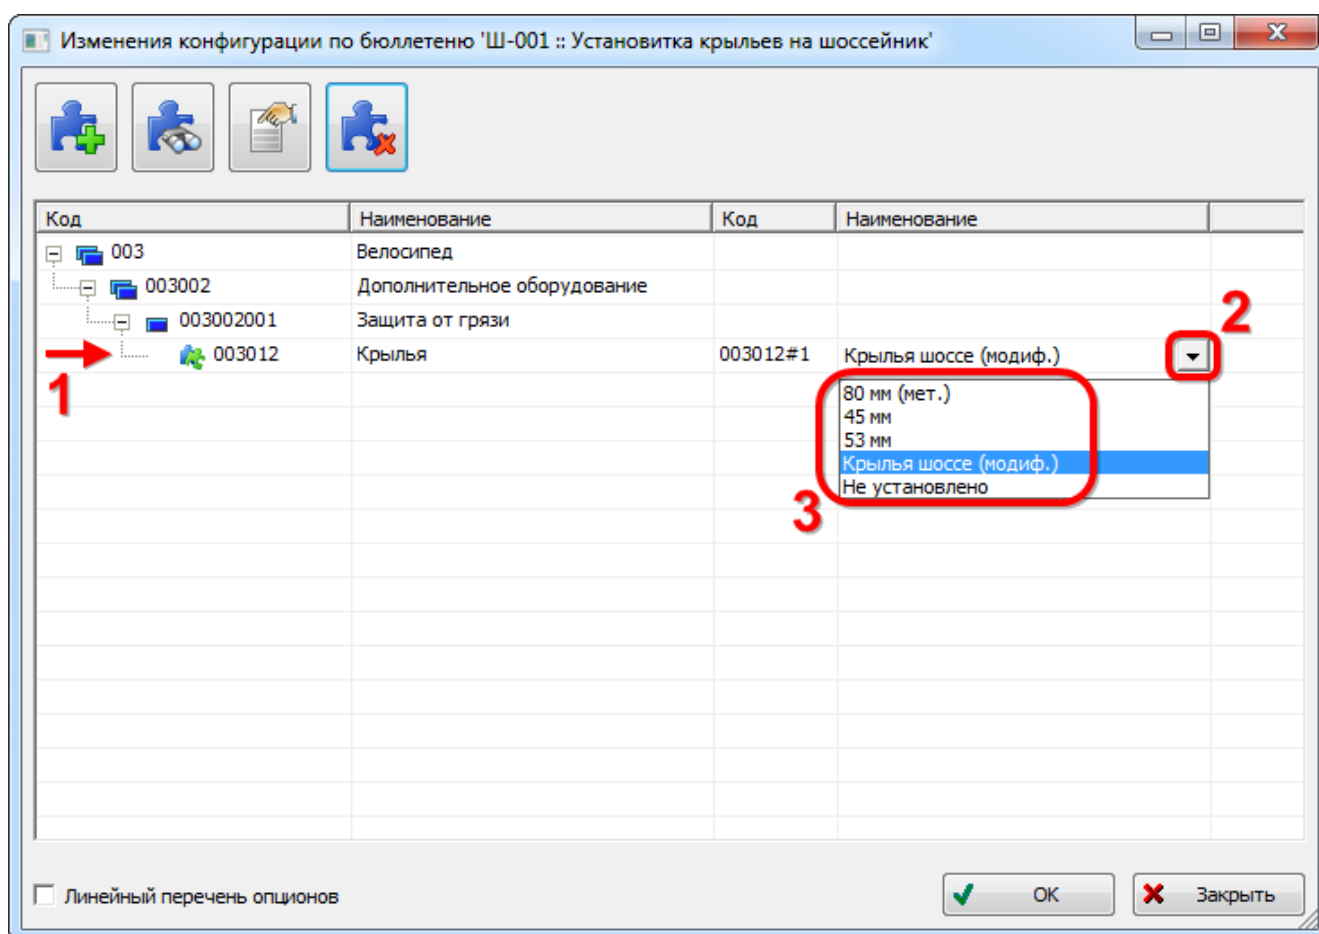 Изменения конфигурации по бюллетеню 'Ш-001 :: Установитка крыльев на шоссейник'
Код Наименование Код Наименование
003 Велосипед
003002 Дополнительное оборудование
003002001 Защита от грязи
2
003012 Крылья 003012#1 Крылья шоссе (модиф.)
1
80 мм (мет.)
45 мм
53 мм
Крылья шоссе (модиф.)
Не установлено
3
Линейный перечень опционов
ОК
Закрыть